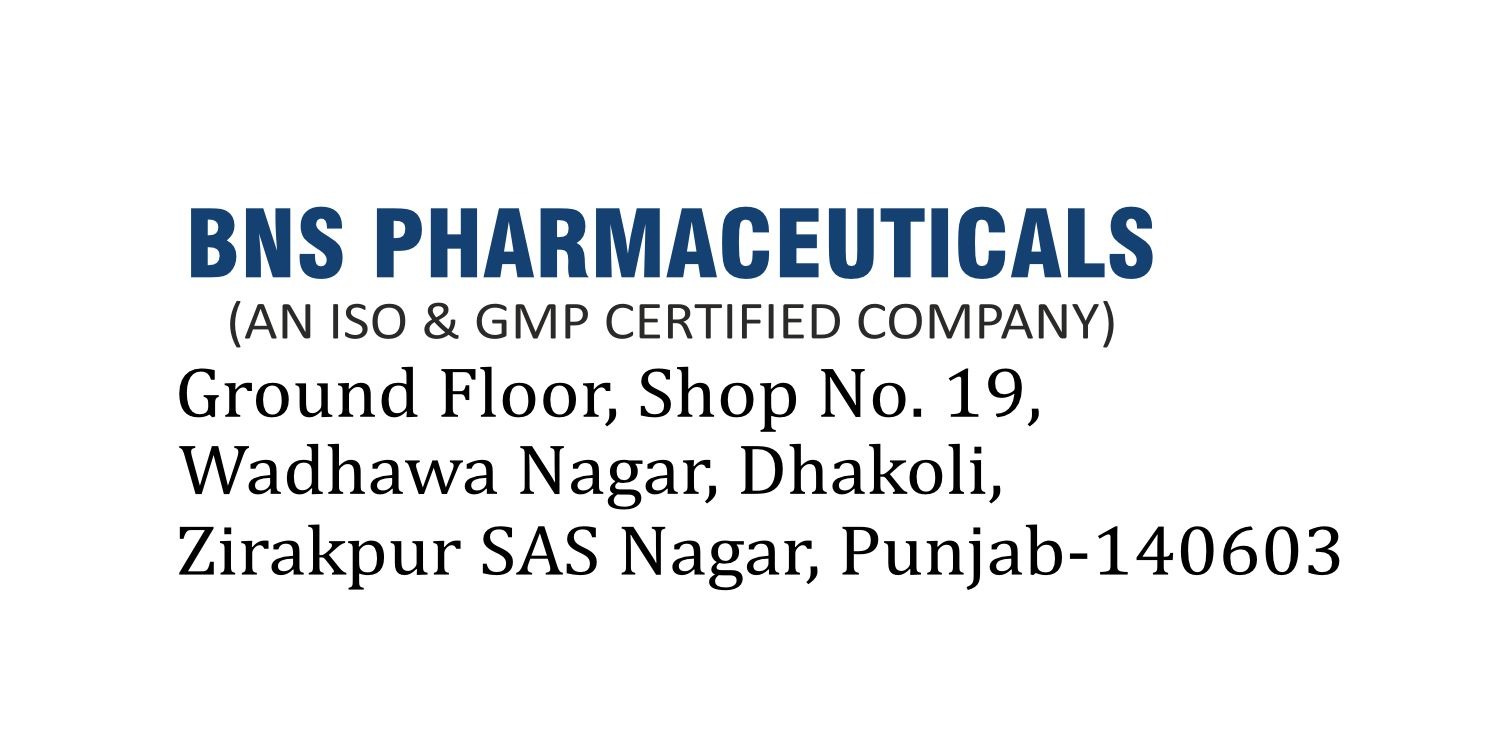 BNS PHARMACEUTICALS
(AN ISO & GMP CERTIFIED COMPANY)
Ground Floor, Shop No. 19,
Wadhawa Nagar, Dhakoli,
Zirakpur SAS Nagar, Punjab-140603